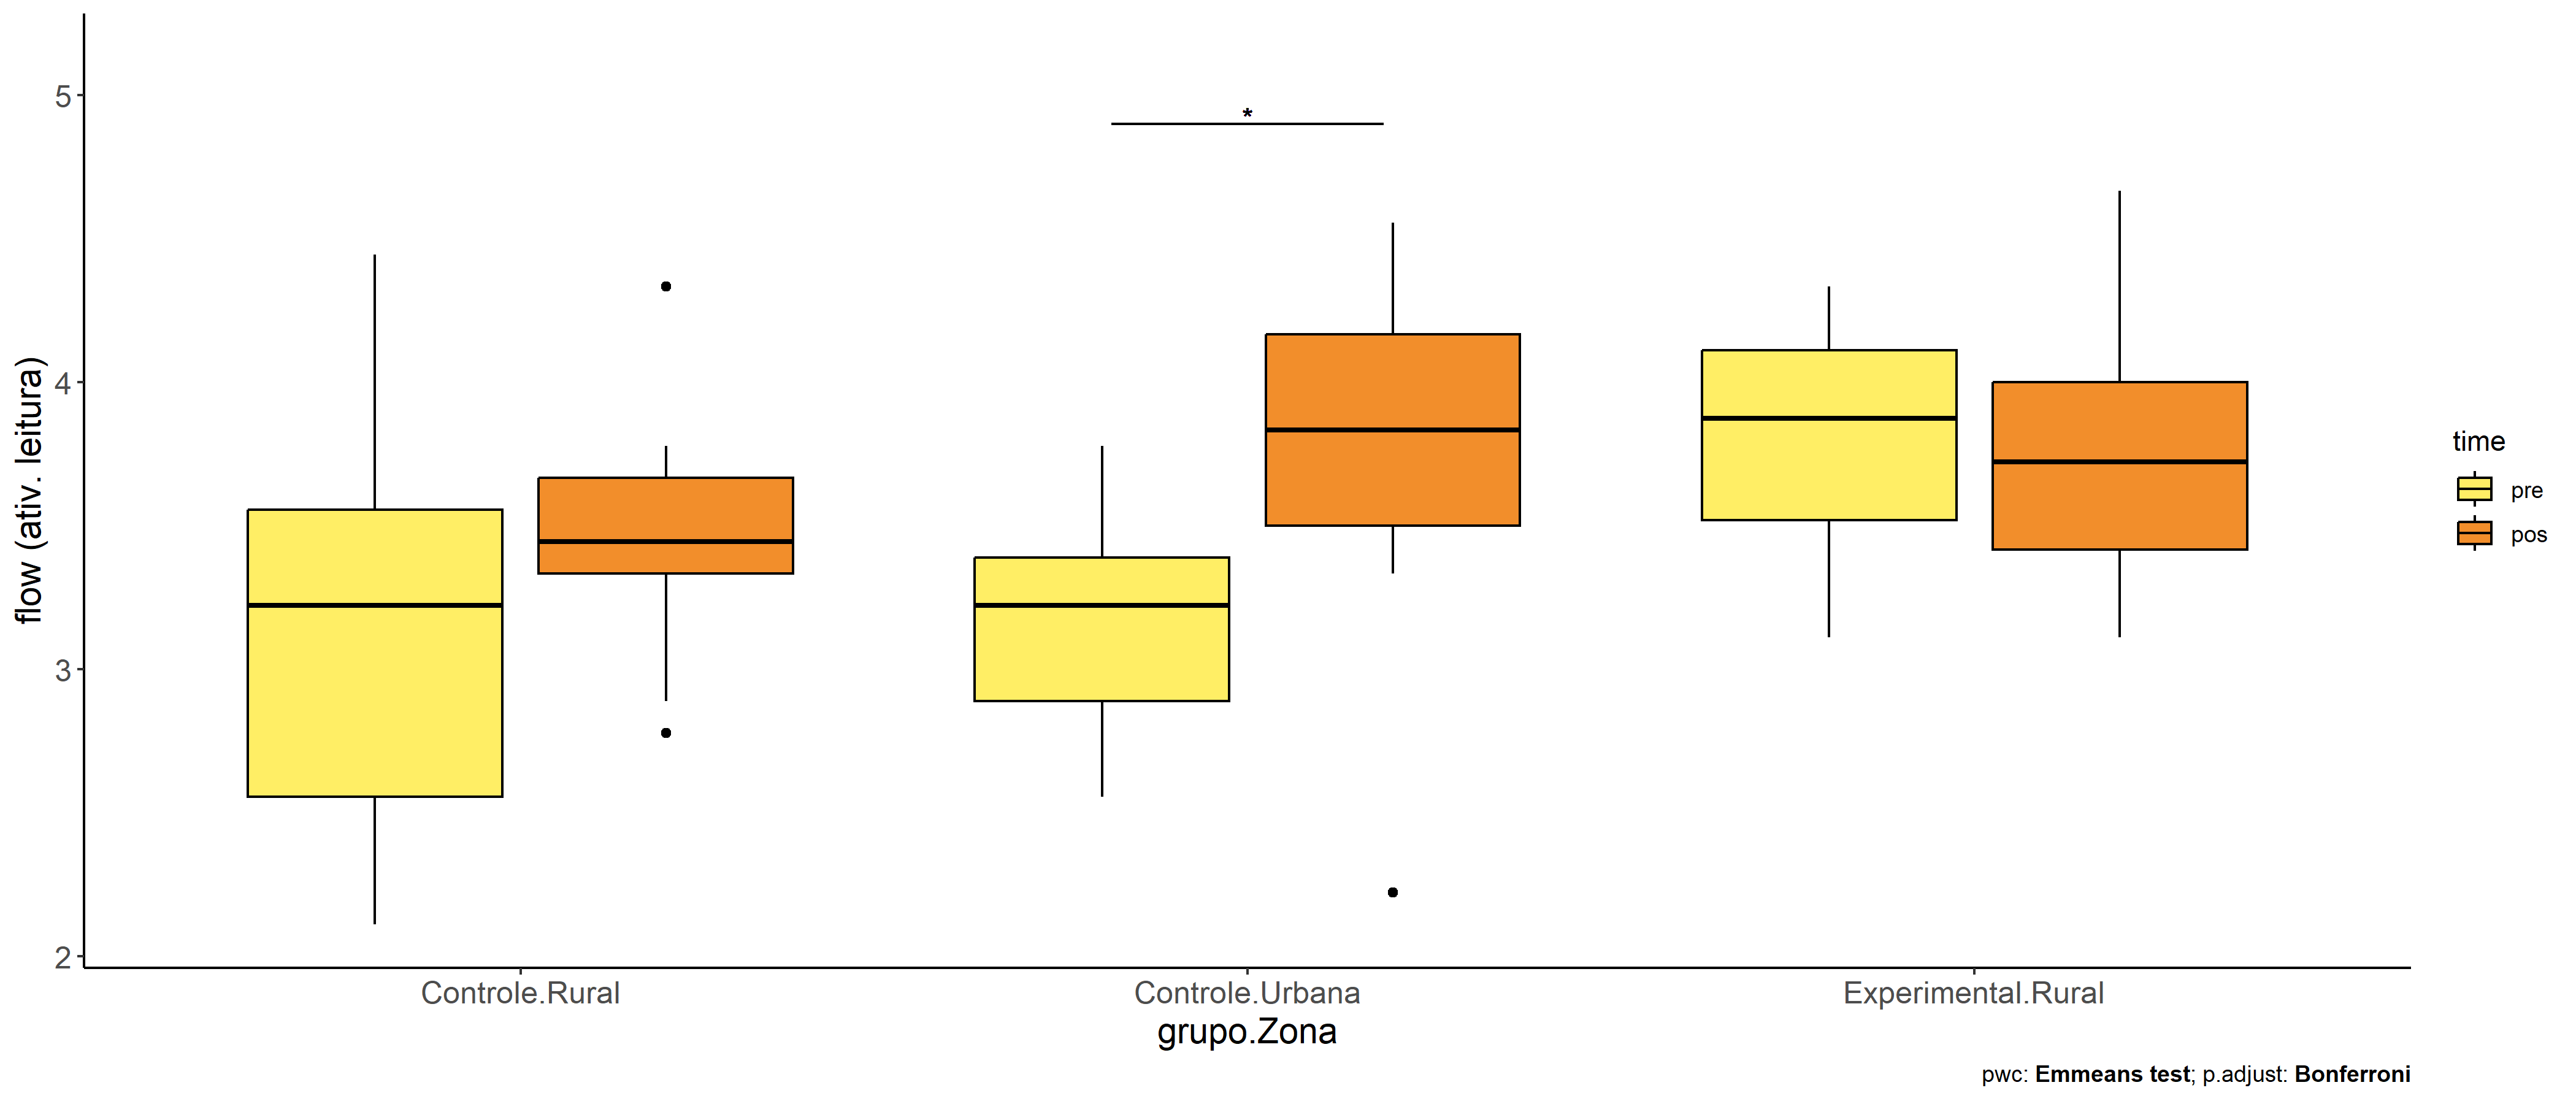 flow (ativ. leitura)
5
4
3
2
*
Controle.Rural
Controle.Urbana
Experimental.Rural
grupo.Zona
time
pre
pos
pwc: Emmeans test; p.adjust: Bonferroni